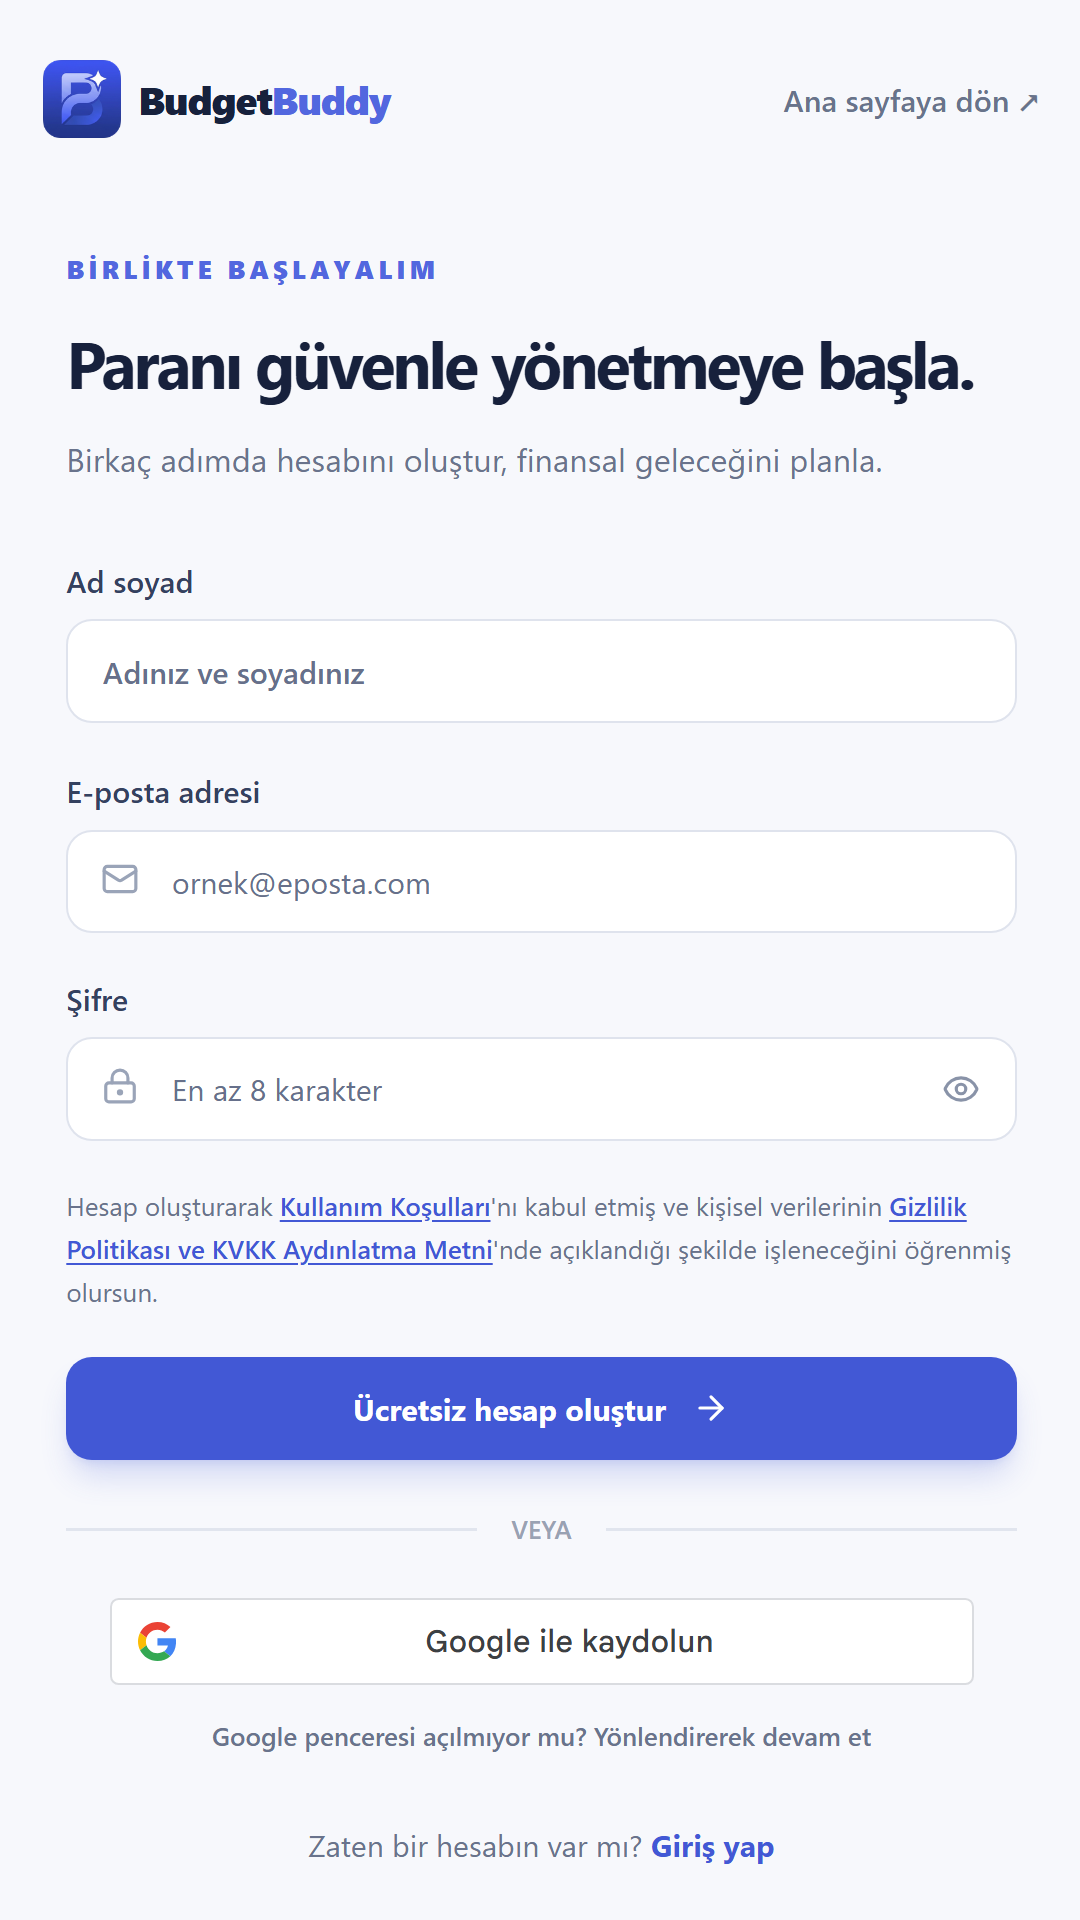 BudgetBuddy
Ana sayfaya dön ↗
BİRLİKTE BAŞLAYALIM
Paranı güvenle yönetmeye başla.
Birkaç adımda hesabını oluştur, finansal geleceğini planla.
Ad soyad
Adınız ve soyadınız
E-posta adresi
ornek@eposta.com
Şifre
En az 8 karakter
Hesap oluşturarak Kullanım Koşulları'nı kabul etmiş ve kişisel verilerinin Gizlilik
Politikası ve KVKK Aydınlatma Metni'nde açıklandığı şekilde işleneceğini öğrenmiş
olursun.
Ücretsiz hesap oluştur →
VEYA
Google ile kaydolun
Google penceresi açılmıyor mu? Yönlendirerek devam et
Zaten bir hesabın var mı? Giriş yap